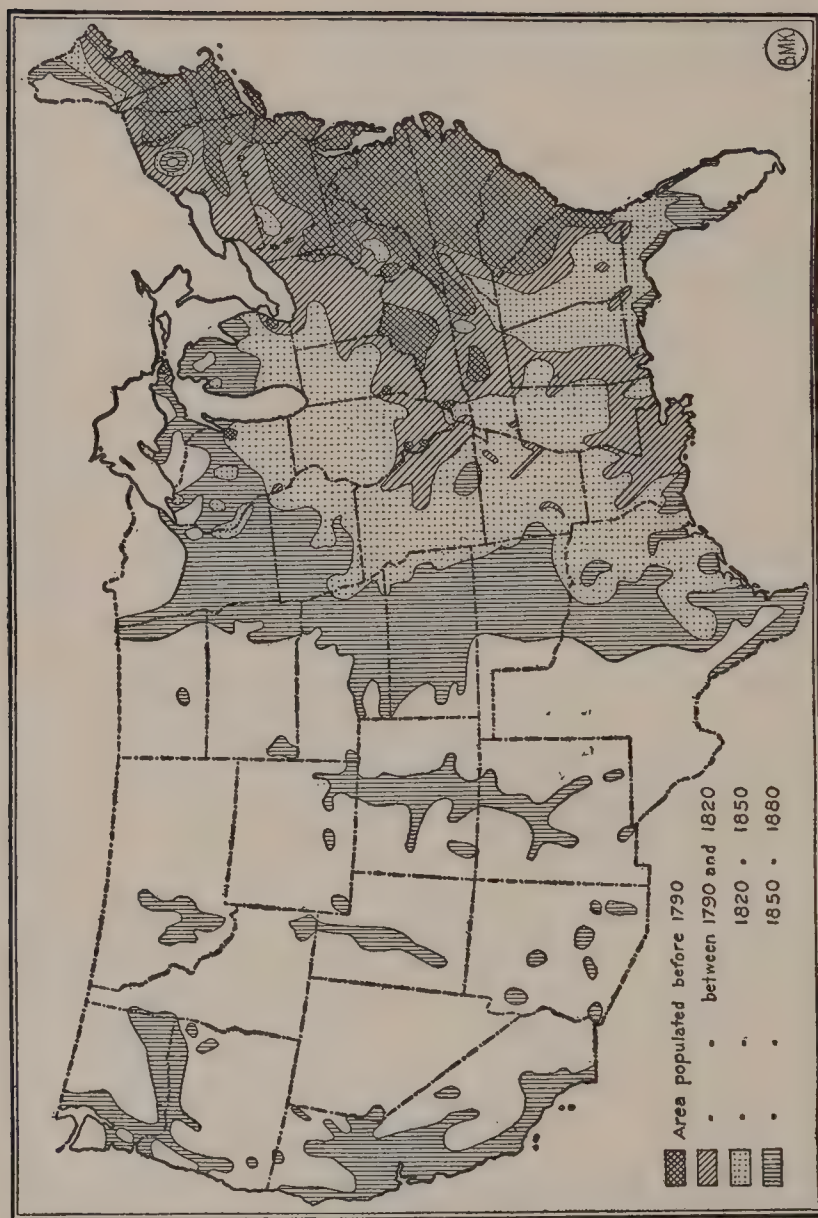 BMK
Area populated before 1790
" " between 1790 and 1820
" " 1820 " 1850
" " 1850 " 1880